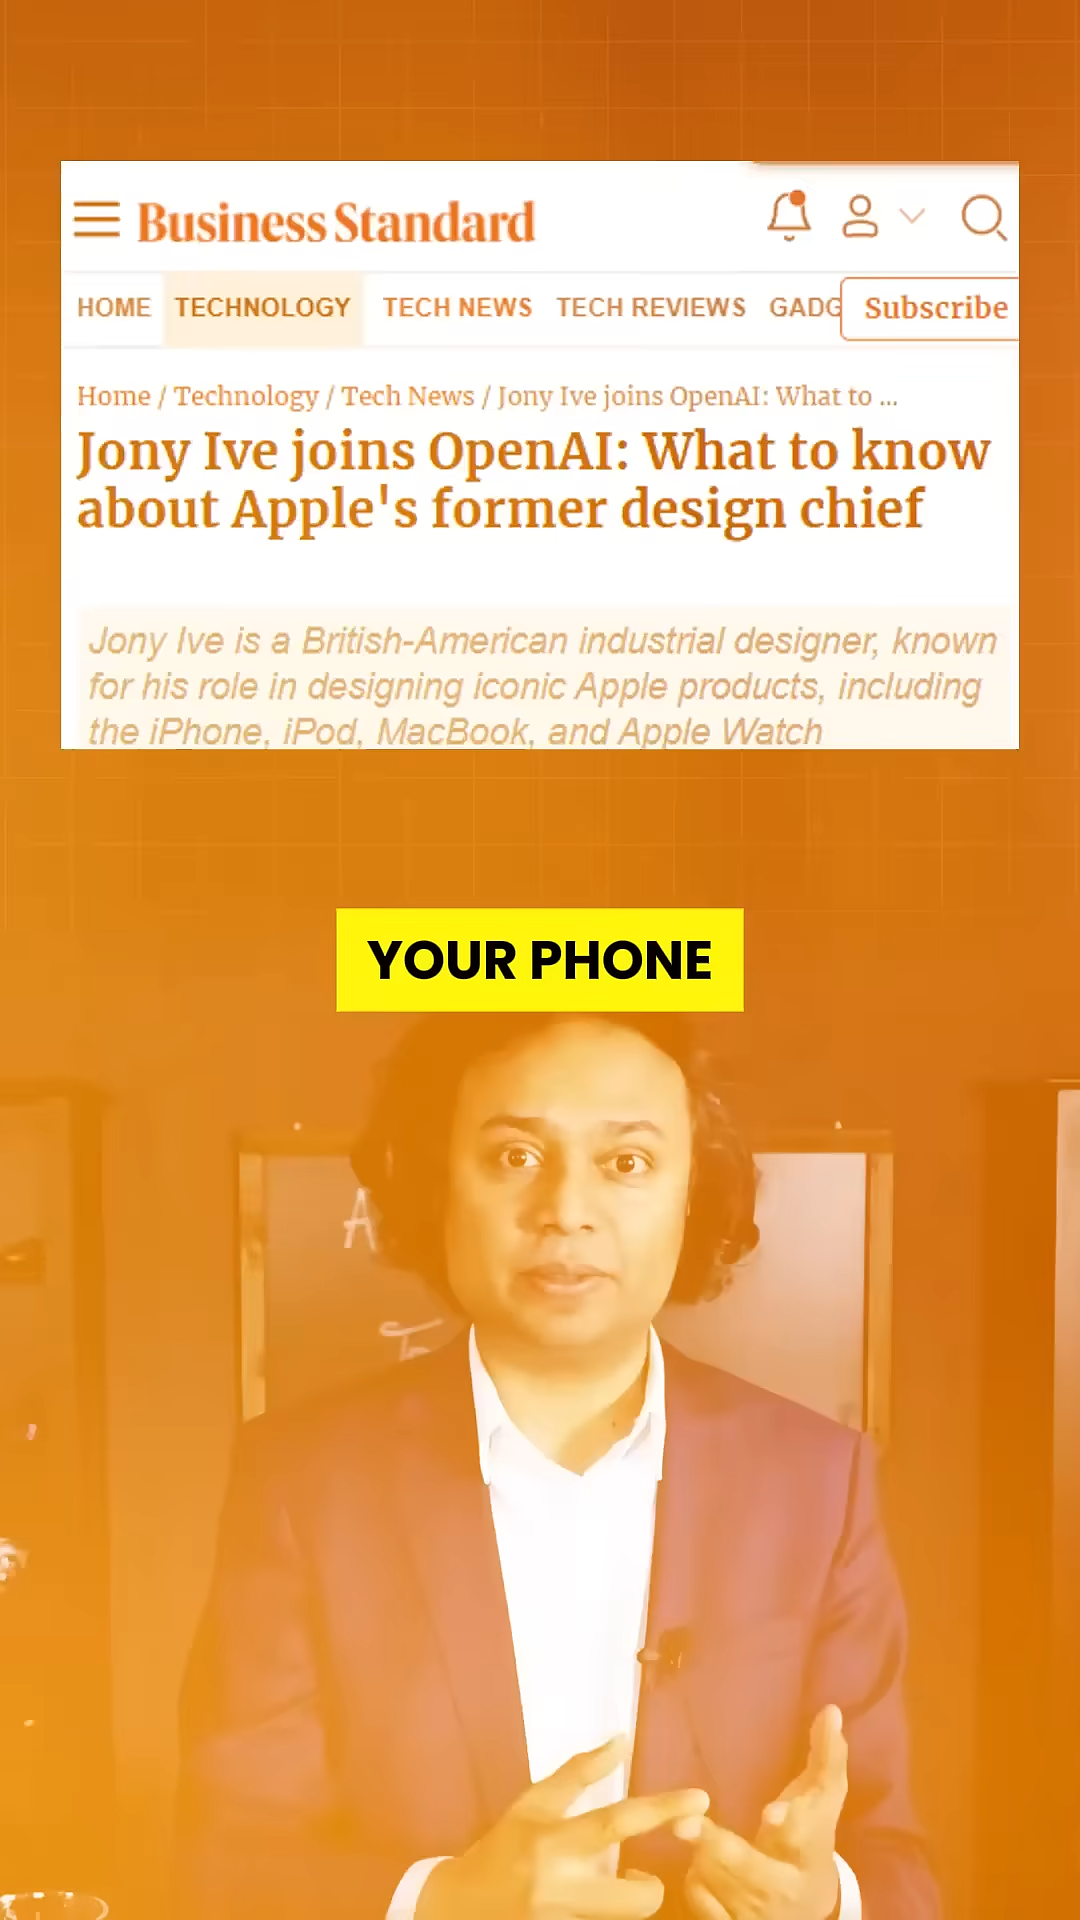 Business Standard
HOME TECHNOLOGY TECH NEWS TECH REVIEWS GADG Subscribe
Home / Technology / Tech News / Jony Ive joins OpenAI: What to ...
Jony Ive joins OpenAI: What to know
about Apple's former design chief
Jony Ive is a British-American industrial designer, known
for his role in designing iconic Apple products, including
the iPhone, iPod, MacBook, and Apple Watch
YOUR PHONE
A